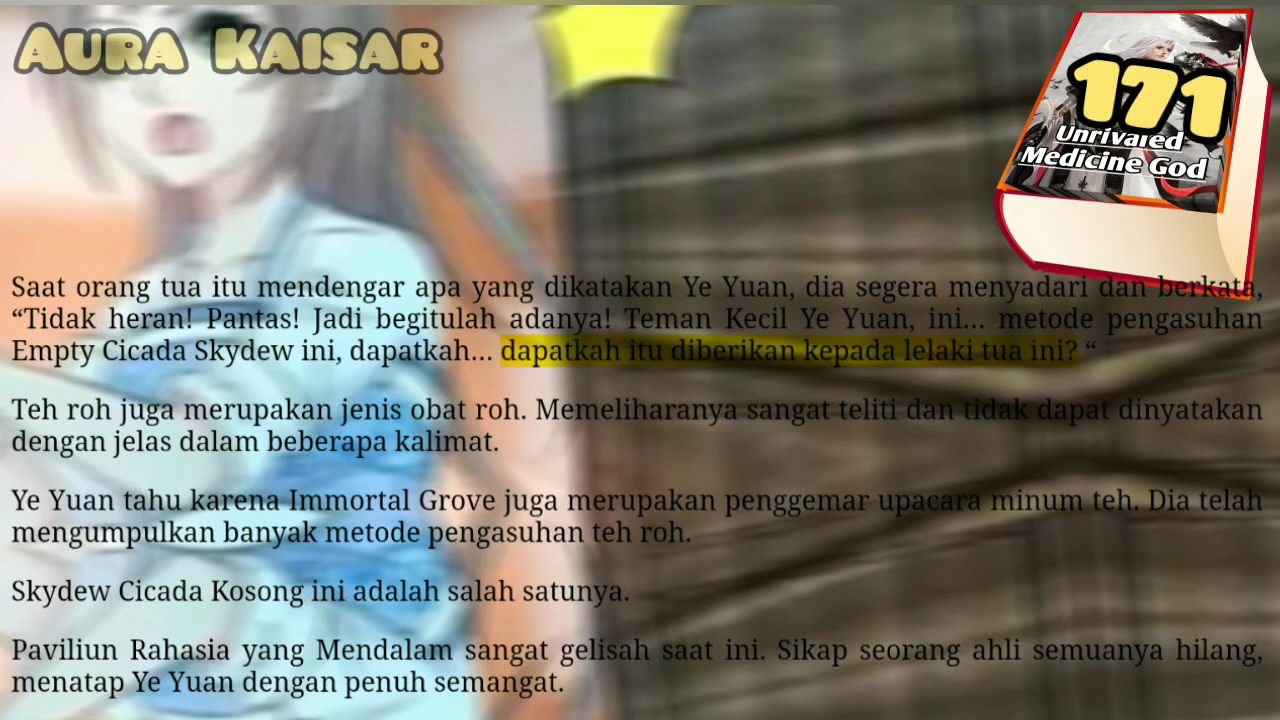 Aura Kaisar
171
Unrivaled
Medicine God
Saat orang tua itu mendengar apa yang dikatakan Ye Yuan, dia segera menyadari dan berkata,
“Tidak heran! Pantas! Jadi begitulah adanya! Teman Kecil Ye Yuan, ini... metode pengasuhan
Empty Cicada Skydew ini, dapatkah... dapatkah itu diberikan kepada lelaki tua ini? “
Teh roh juga merupakan jenis obat roh. Memeliharanya sangat teliti dan tidak dapat dinyatakan
dengan jelas dalam beberapa kalimat.
Ye Yuan tahu karena Immortal Grove juga merupakan penggemar upacara minum teh. Dia telah
mengumpulkan banyak metode pengasuhan teh roh.
Skydew Cicada Kosong ini adalah salah satunya.
Paviliun Rahasia yang Mendalam sangat gelisah saat ini. Sikap seorang ahli semuanya hilang,
menatap Ye Yuan dengan penuh semangat.